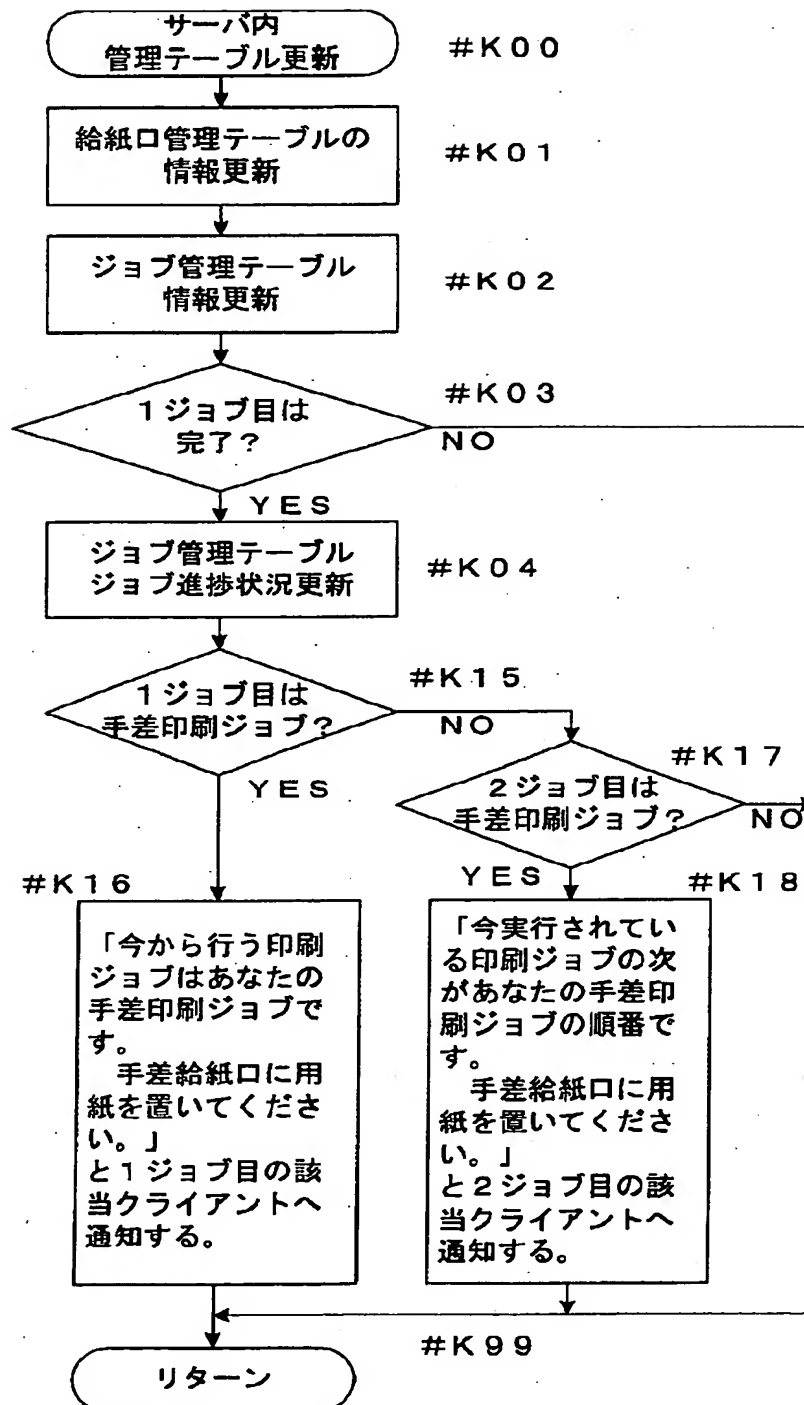 サーバ内
管理テーブル更新
#K00
給紙口管理テーブルの
情報更新
#K01
ジョブ管理テーブル
情報更新
#K02
1ジョブ目は
完了?
#K03
NO
YES
ジョブ管理テーブル
ジョブ進捗状況更新
#K04
1ジョブ目は
手差印刷ジョブ?
#K15
NO
YES
2ジョブ目は
手差印刷ジョブ?
#K17
NO
YES
#K16
「今から行う印刷
ジョブはあなたの
手差印刷ジョブで
す。
手差給紙口に用
紙を置いてくださ
い。」
と1ジョブ目の該
当クライアントへ
通知する。
#K18
「今実行されてい
る印刷ジョブの次
があなたの手差印
刷ジョブの順番で
す。
手差給紙口に用
紙を置いてくださ
い。」
と2ジョブ目の該
当クライアントへ
通知する。
#K99
リターン